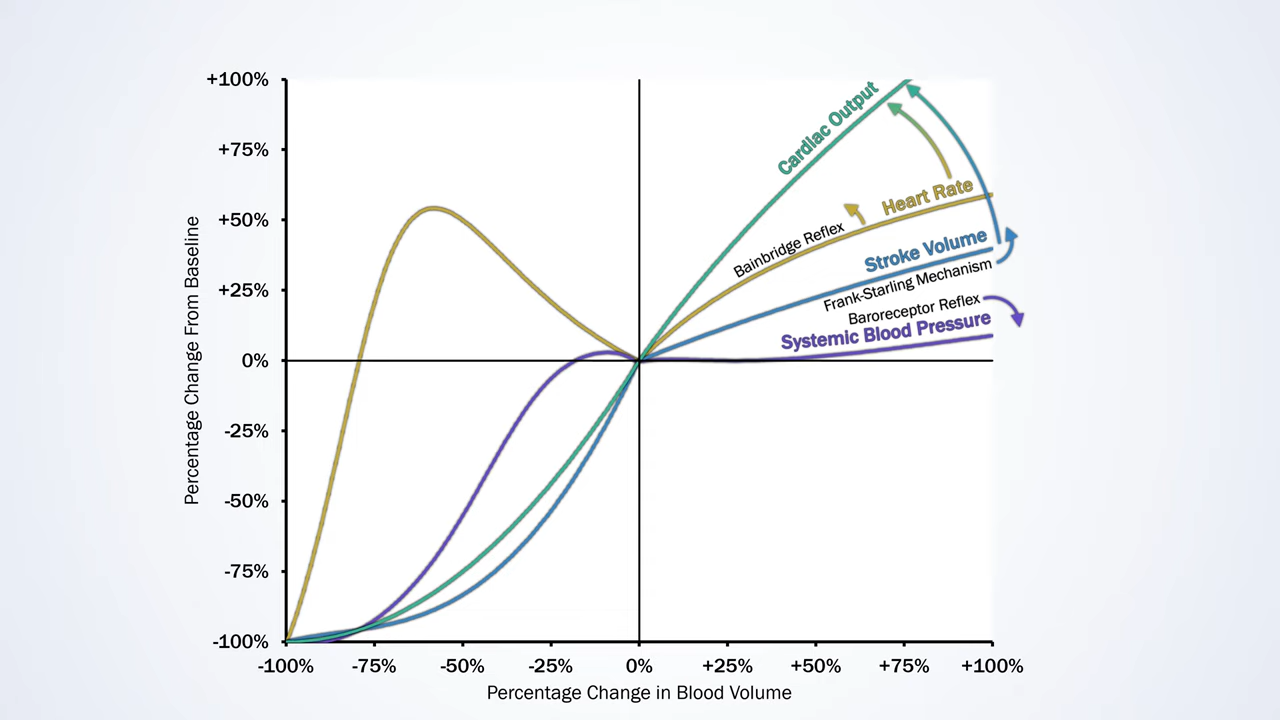 +100%
+75%
+50%
+25%
0%
-25%
-50%
-75%
-100%
Percentage Change From Baseline
Cardiac Output
Heart Rate
Bainbridge Reflex
Stroke Volume
Frank-Starling Mechanism
Baroreceptor Reflex
Systemic Blood Pressure
-100% -75% -50% -25% 0% +25% +50% +75% +100%
Percentage Change in Blood Volume